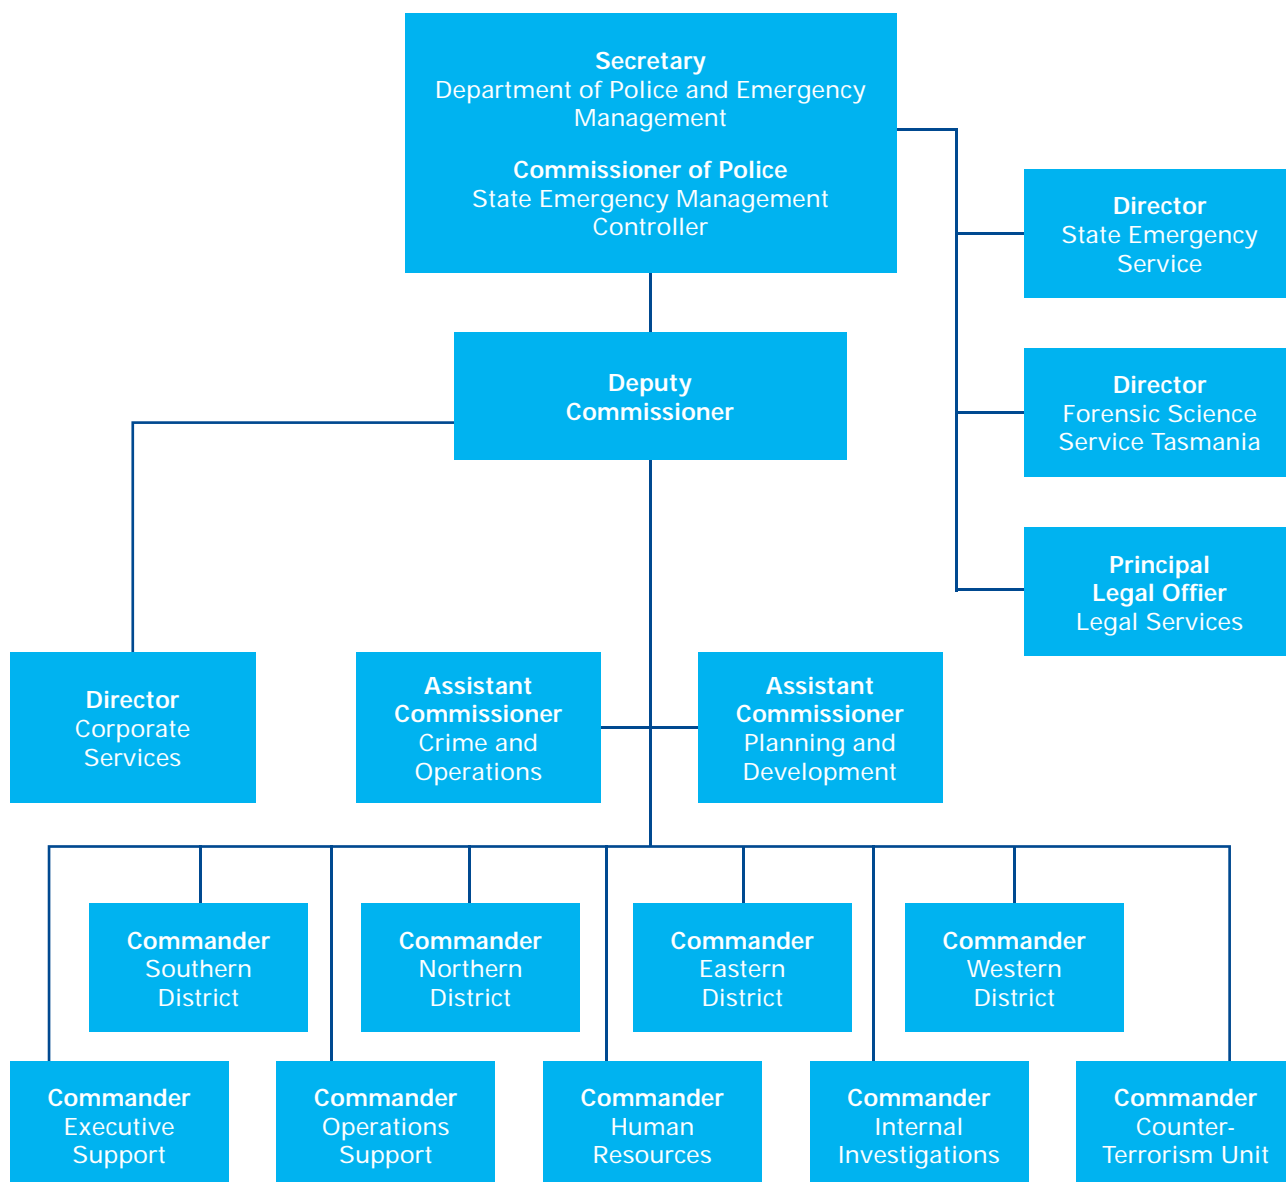 Secretary
Department of Police and Emergency
Management
Commissioner of Police
State Emergency Management
Controller
Director
State Emergency
Service
Deputy
Commissioner
Director
Forensic Science
Service Tasmania
Principal
Legal Offier
Legal Services
Director
Corporate
Services
Assistant
Commissioner
Crime and
Operations
Assistant
Commissioner
Planning and
Development
Commander
Southern
District
Commander
Northern
District
Commander
Eastern
District
Commander
Western
District
Commander
Executive
Support
Commander
Operations
Support
Commander
Human
Resources
Commander
Internal
Investigations
Commander
Counter-
Terrorism Unit